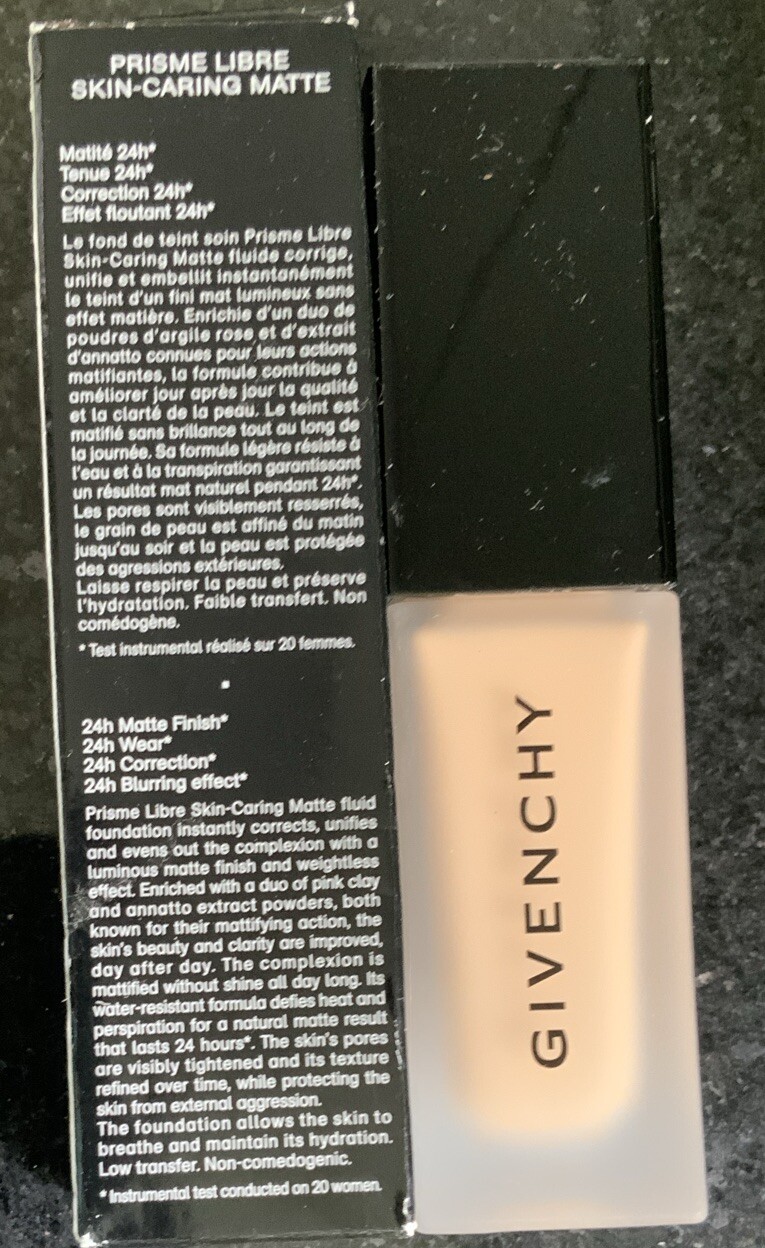 PRISME LIBRE
SKIN-CARING MATTE
Matité 24h*
Tenue 24h*
Correction 24h*
Effet floutant 24h*
Le fond de teint soin Prisme Libre
Skin-Caring Matte fluide corrige,
unifie et embellit instantanément
le teint d'un fini mat lumineux sans
effet matière. Enrichie d'un duo de
poudres d'argile rose et d'extrait
d'annatto connues pour leurs actions
matifiantes, la formule contribue à
améliorer jour après jour la qualité
et la clarté de la peau. Le teint est
matifié sans brillance tout au long de
la journée. Sa formule légère résiste à
l'eau et à la transpiration garantissant
un résultat mat naturel pendant 24h*.
Les pores sont visiblement resserrés,
le grain de peau est affiné du matin
jusqu'au soir et la peau est protégée
des agressions extérieures.
Laisse respirer la peau et préserve
l'hydratation. Faible transfert. Non
comédogène.
* Test instrumental réalisé sur 20 femmes.
24h Matte Finish*
24h Wear*
24h Correction*
24h Blurring effect*
Prisme Libre Skin-Caring Matte fluid
foundation instantly corrects, unifies
and evens out the complexion with a
luminous matte finish and weightless
effect. Enriched with a duo of pink clay
and annatto extract powders, both
known for their mattifying action, the
skin's beauty and clarity are improved,
day after day. The complexion is
mattified without shine all day long. Its
water-resistant formula defies heat and
perspiration for a natural matte result
that lasts 24 hours*. The skin's pores
are visibly tightened and its texture
refined over time, while protecting the
skin from external aggression.
The foundation allows the skin to
breathe and maintain its hydration.
Low transfer. Non-comedogenic.
* Instrumental test conducted on 20 women.
GIVENCHY